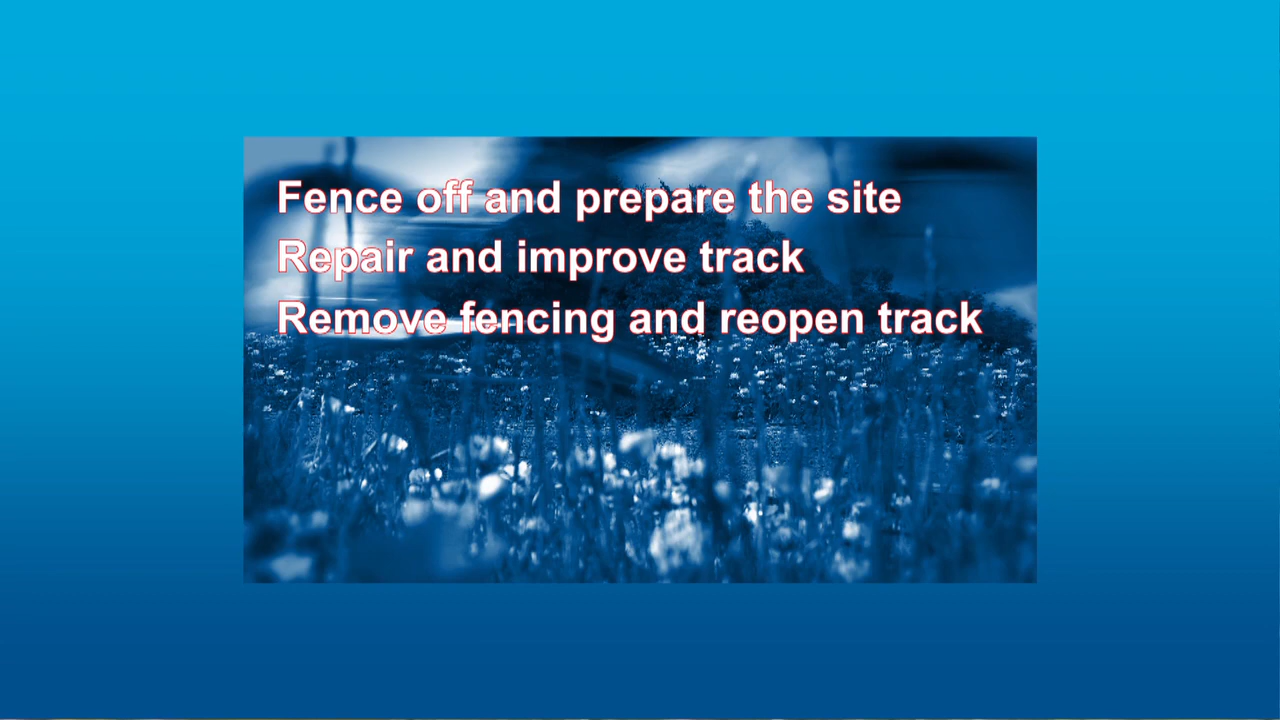 Fence off and prepare the site
Repair and improve track
Remove fencing and reopen track